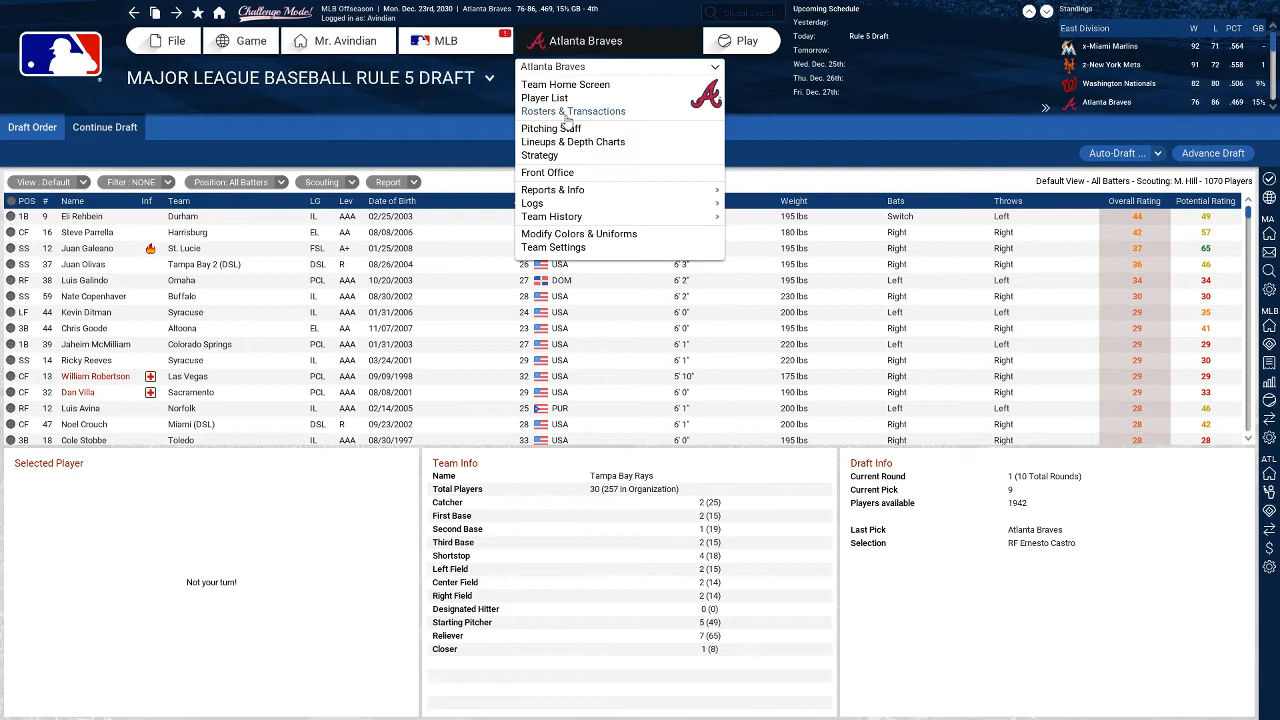 Challenge Mode!
MLB Offseason | Mon. Dec. 23rd, 2030 | Atlanta Braves 76-86, .469, 15½ GB - 4th
Logged in as: Avindian
Global Search
File
Game
Mr. Avindian
MLB
Atlanta Braves
Play
Upcoming Schedule
Yesterday:
Today: Rule 5 Draft
Tomorrow:
Wed. Dec. 25th:
Thu. Dec. 26th:
Fri. Dec. 27th:
Standings
East Division W L PCT GB
x-Miami Marlins 92 71 .564 -
z-New York Mets 91 72 .558 1
Washington Nationals 82 80 .506 9½
Atlanta Braves 76 86 .469 15½
MAJOR LEAGUE BASEBALL RULE 5 DRAFT
Atlanta Braves
Team Home Screen
Player List
Rosters & Transactions
Pitching Staff
Lineups & Depth Charts
Strategy
Front Office
Reports & Info
Logs
Team History
Modify Colors & Uniforms
Team Settings
Draft Order
Continue Draft
Auto-Draft ...
Advance Draft
View : Default
Filter : NONE
Position: All Batters
Scouting
Report
Default View - All Batters - Scouting: M. Hill - 1070 Players
POS # Name Inf Team LG Lev Date of Birth Weight Bats Throws Overall Rating Potential Rating
1B 9 Eli Rehbein Durham IL AAA 02/25/2003 195 lbs Switch Left 44 49
CF 16 Steve Parrella Harrisburg EL AA 08/08/2006 180 lbs Right Right 42 57
SS 12 Juan Galeano St. Lucie FSL A+ 01/25/2008 195 lbs Right Right 37 65
SS 37 Juan Olivas Tampa Bay 2 (DSL) DSL R 08/26/2004 26 USA 6' 3" 195 lbs Right Right 36 46
RF 38 Luis Galindo Omaha PCL AAA 10/20/2003 27 DOM 6' 2" 195 lbs Left Left 34 34
SS 59 Nate Copenhaver Buffalo IL AAA 08/30/2002 28 USA 6' 2" 230 lbs Right Right 30 30
LF 44 Kevin Ditman Syracuse IL AAA 01/31/2006 24 USA 6' 0" 200 lbs Left Left 29 35
3B 44 Chris Goode Altoona EL AA 11/07/2007 23 USA 6' 0" 195 lbs Right Right 29 41
1B 39 Jaheim McMilliam Colorado Springs PCL AAA 01/08/2003 27 USA 6' 1" 220 lbs Right Left 29 29
SS 14 Ricky Reeves Syracuse IL AAA 03/24/2001 29 USA 6' 1" 220 lbs Right Right 29 30
CF 13 William Robertson Las Vegas PCL AAA 09/09/1998 32 USA 5' 10" 175 lbs Right Right 29 29
CF 32 Dan Villa Sacramento PCL AAA 08/08/2001 29 USA 6' 0" 195 lbs Right Right 29 33
RF 12 Luis Avina Norfolk IL AAA 02/14/2005 25 PUR 6' 1" 200 lbs Left Left 28 46
CF 47 Noel Crouch Miami (DSL) DSL R 09/23/2002 28 USA 6' 1" 200 lbs Right Right 28 42
3B 18 Cole Stobbe Toledo IL AAA 08/30/1997 33 USA 6' 0" 195 lbs Right Right 28 28
Selected Player
Not your turn!
Team Info
Name Tampa Bay Rays
Total Players 30 (257 in Organization)
Catcher 2 (25)
First Base 2 (15)
Second Base 1 (19)
Third Base 2 (15)
Shortstop 4 (18)
Left Field 2 (15)
Center Field 2 (14)
Right Field 2 (14)
Designated Hitter 0 (0)
Starting Pitcher 5 (49)
Reliever 7 (65)
Closer 1 (8)
Draft Info
Current Round 1 (10 Total Rounds)
Current Pick 9
Players available 1942
Last Pick Atlanta Braves
Selection RF Ernesto Castro
MA
MLB
ATL